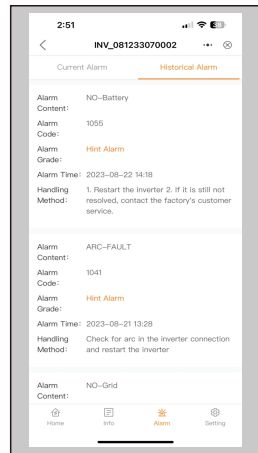 2:51
INV_081233070002
Current Alarm Historical Alarm
Alarm Content: NO-Battery
Alarm Code: 1055
Alarm Grade: Hint Alarm
Alarm Time: 2023-08-22 14:18
Handling Method: 1. Restart the inverter 2. If it is still not
resolved, contact the factory's customer
service.
Alarm Content: ARC-FAULT
Alarm Code: 1041
Alarm Grade: Hint Alarm
Alarm Time: 2023-08-21 13:28
Handling Method: Check for arc in the inverter connection
and restart the inverter
Alarm Content: NO-Grid
Home Info Alarm Setting